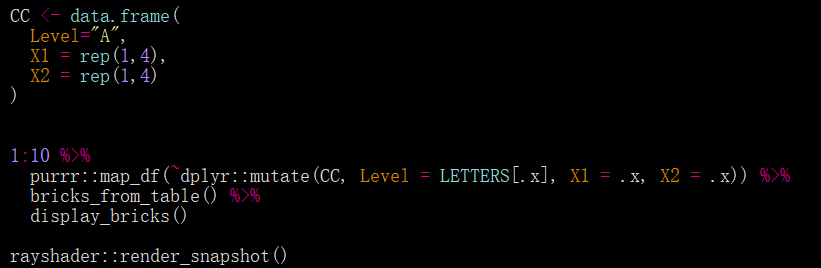 CC <- data.frame(
  Level="A",
  X1 = rep(1,4),
  X2 = rep(1,4)
)
1:10 %>%
  purrr::map_df(~dplyr::mutate(CC, Level = LETTERS[.x], X1 = .x, X2 = .x)) %>%
  bricks_from_table() %>%
  display_bricks()
rayshader::render_snapshot()